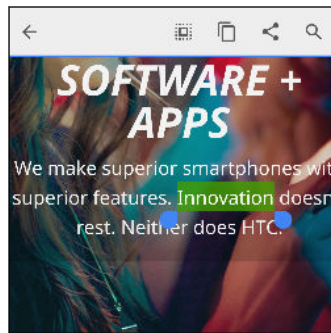 SOFTWARE +
APPS
We make superior smartphones wit
superior features. Innovation doesn
rest. Neither does HTC.